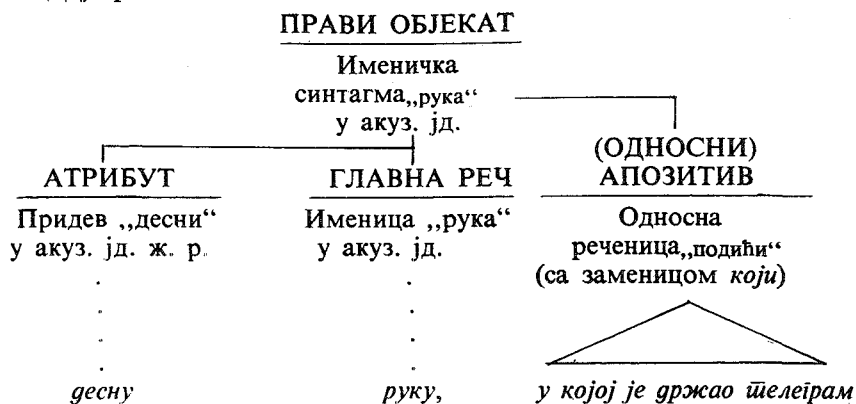 ПРАВИ ОБЈЕКАТ
Именичка
синтагма„рука“
у акуз. јд.
(ОДНОСНИ)
АТРИБУТ ГЛАВНА РЕЧ АПОЗИТИВ
Придев „десни“ Именица „рука“ Односна
у акуз. јд. ж. р. у акуз. јд. реченица„подићи“
(са заменицом који)
десну руку, у којој је држао телеграм